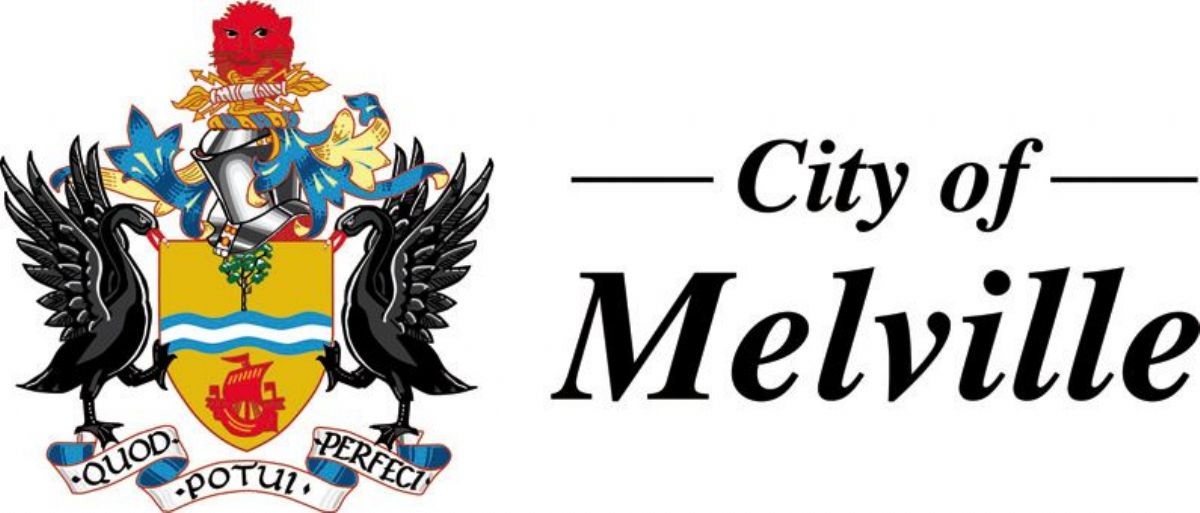 City of
Melville
·QUOD·
·POTUI·
·PERFECI·